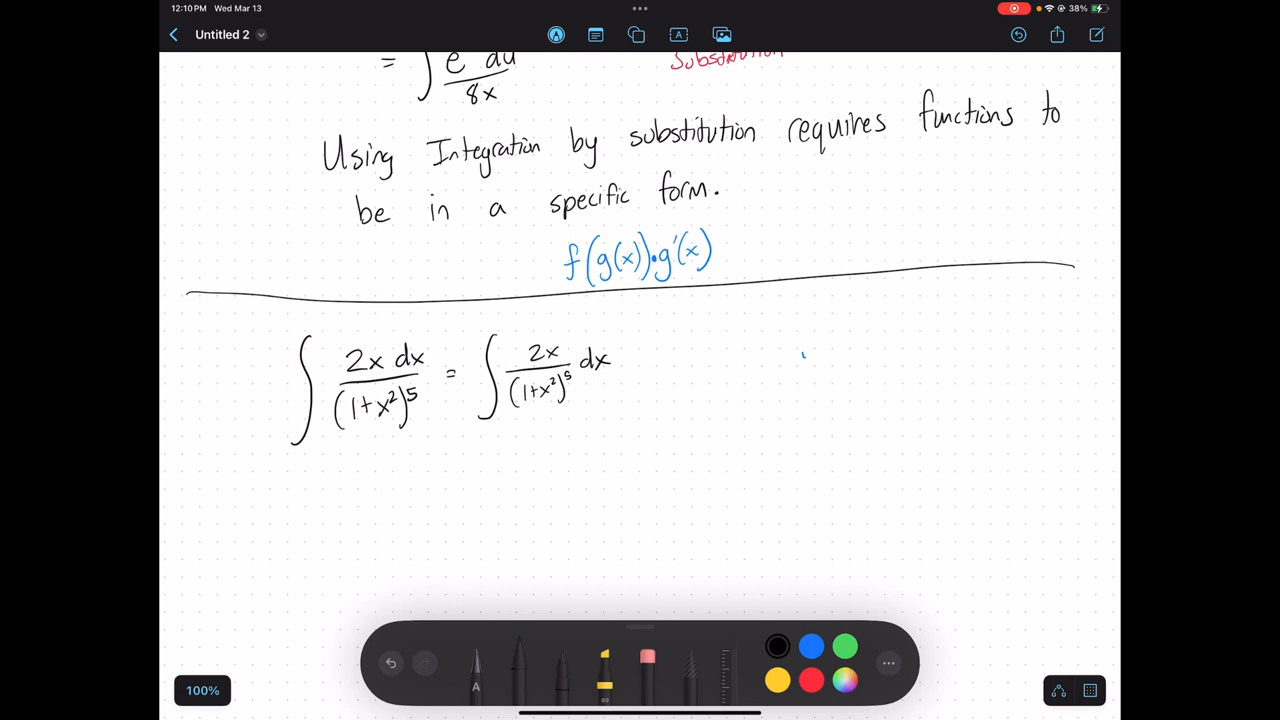 12:10 PM Wed Mar 13
38%
Untitled 2
= ∫ e du / 8x
Substitution
Using Integration by substitution requires functions to
be in a specific form.
f(g(x))·g'(x)
∫ 2x dx / (1+x²)⁵ = ∫ 2x / (1+x²)⁵ dx
A
80
100%